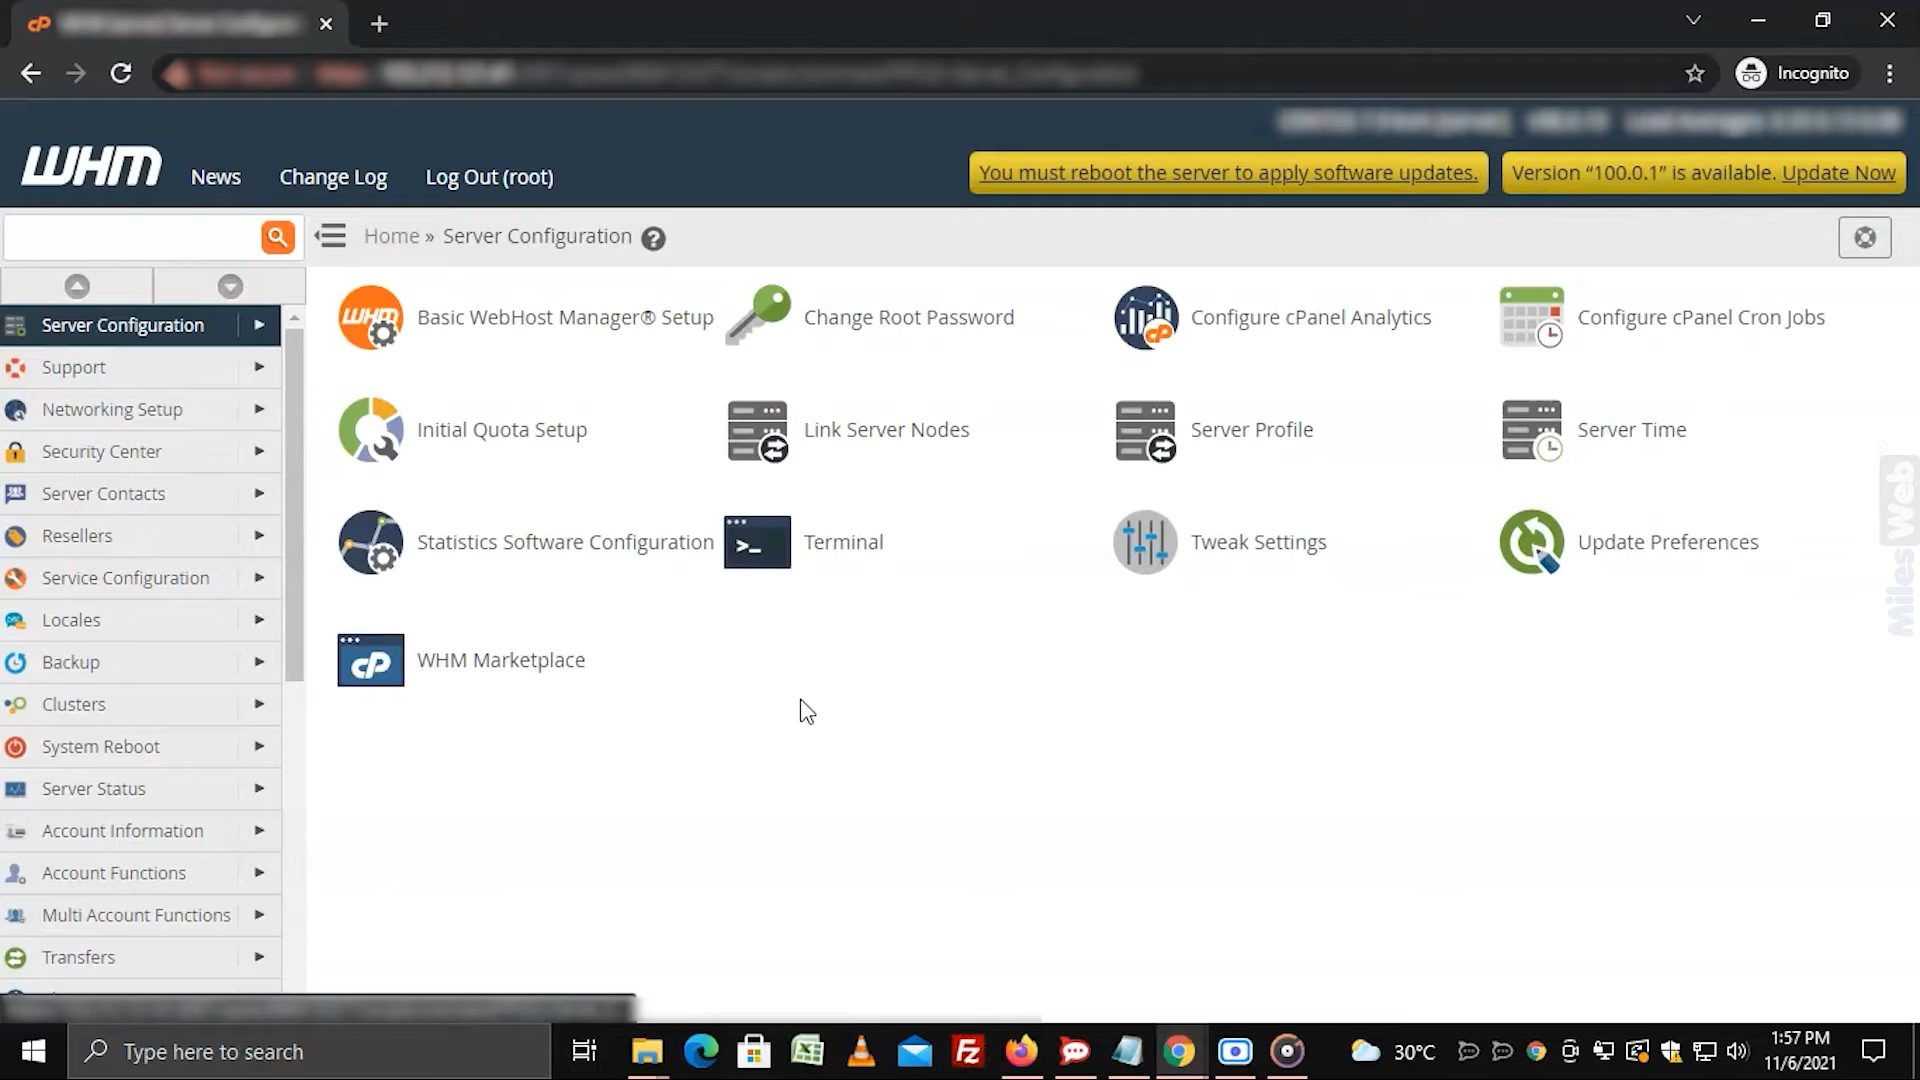 Incognito
WHM
News
Change Log
Log Out (root)
You must reboot the server to apply software updates.
Version “100.0.1” is available. Update Now
Home » Server Configuration
Server Configuration
Support
Networking Setup
Security Center
Server Contacts
Resellers
Service Configuration
Locales
Backup
Clusters
System Reboot
Server Status
Account Information
Account Functions
Multi Account Functions
Transfers
Basic WebHost Manager® Setup
Change Root Password
Configure cPanel Analytics
Configure cPanel Cron Jobs
Initial Quota Setup
Link Server Nodes
Server Profile
Server Time
Statistics Software Configuration
Terminal
Tweak Settings
Update Preferences
WHM Marketplace
MilesWeb
Type here to search
30°C
1:57 PM
11/6/2021